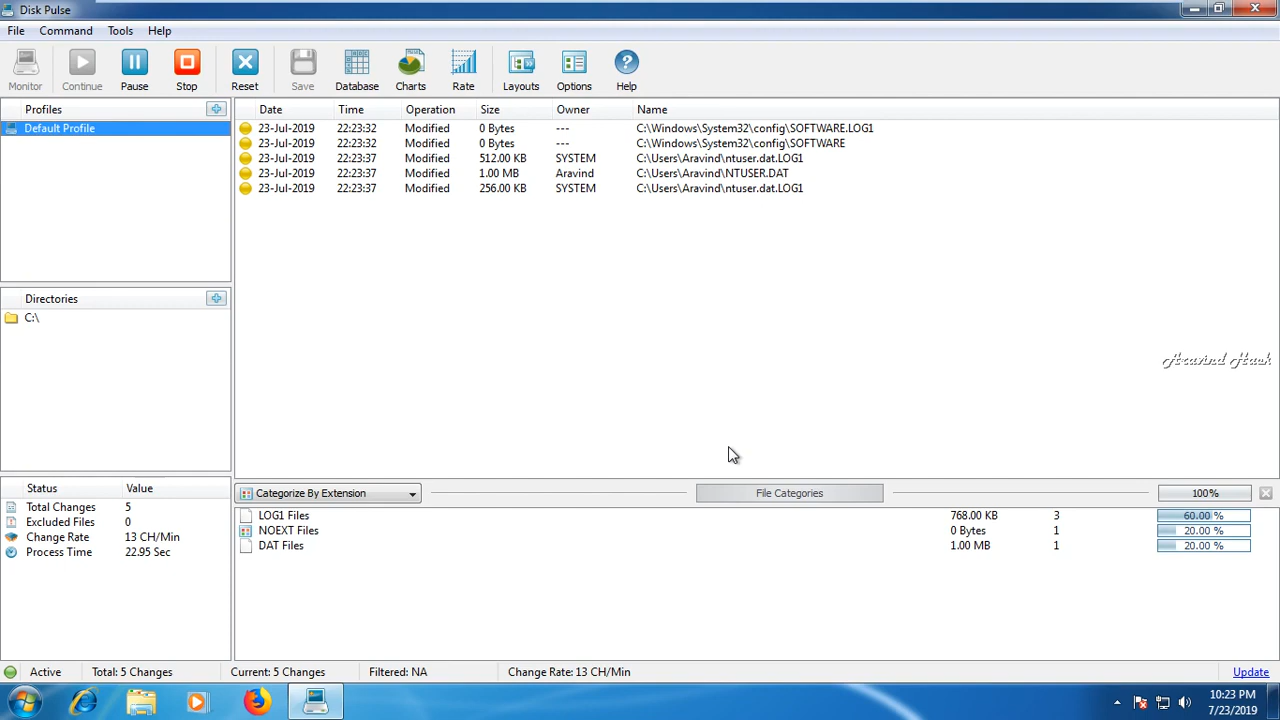 Disk Pulse
File Command Tools Help
Monitor Continue Pause Stop Reset Save Database Charts Rate Layouts Options Help
Profiles
Default Profile
Date Time Operation Size Owner Name
23-Jul-2019 22:23:32 Modified 0 Bytes --- C:\Windows\System32\config\SOFTWARE.LOG1
23-Jul-2019 22:23:32 Modified 0 Bytes --- C:\Windows\System32\config\SOFTWARE
23-Jul-2019 22:23:37 Modified 512.00 KB SYSTEM C:\Users\Aravind\ntuser.dat.LOG1
23-Jul-2019 22:23:37 Modified 1.00 MB Aravind C:\Users\Aravind\NTUSER.DAT
23-Jul-2019 22:23:37 Modified 256.00 KB SYSTEM C:\Users\Aravind\ntuser.dat.LOG1
Directories
C:\
Aravind Hack
Status Value
Total Changes 5
Excluded Files 0
Change Rate 13 CH/Min
Process Time 22.95 Sec
Categorize By Extension File Categories 100%
LOG1 Files 768.00 KB 3 60.00 %
NOEXT Files 0 Bytes 1 20.00 %
DAT Files 1.00 MB 1 20.00 %
Active Total: 5 Changes Current: 5 Changes Filtered: NA Change Rate: 13 CH/Min Update
10:23 PM
7/23/2019